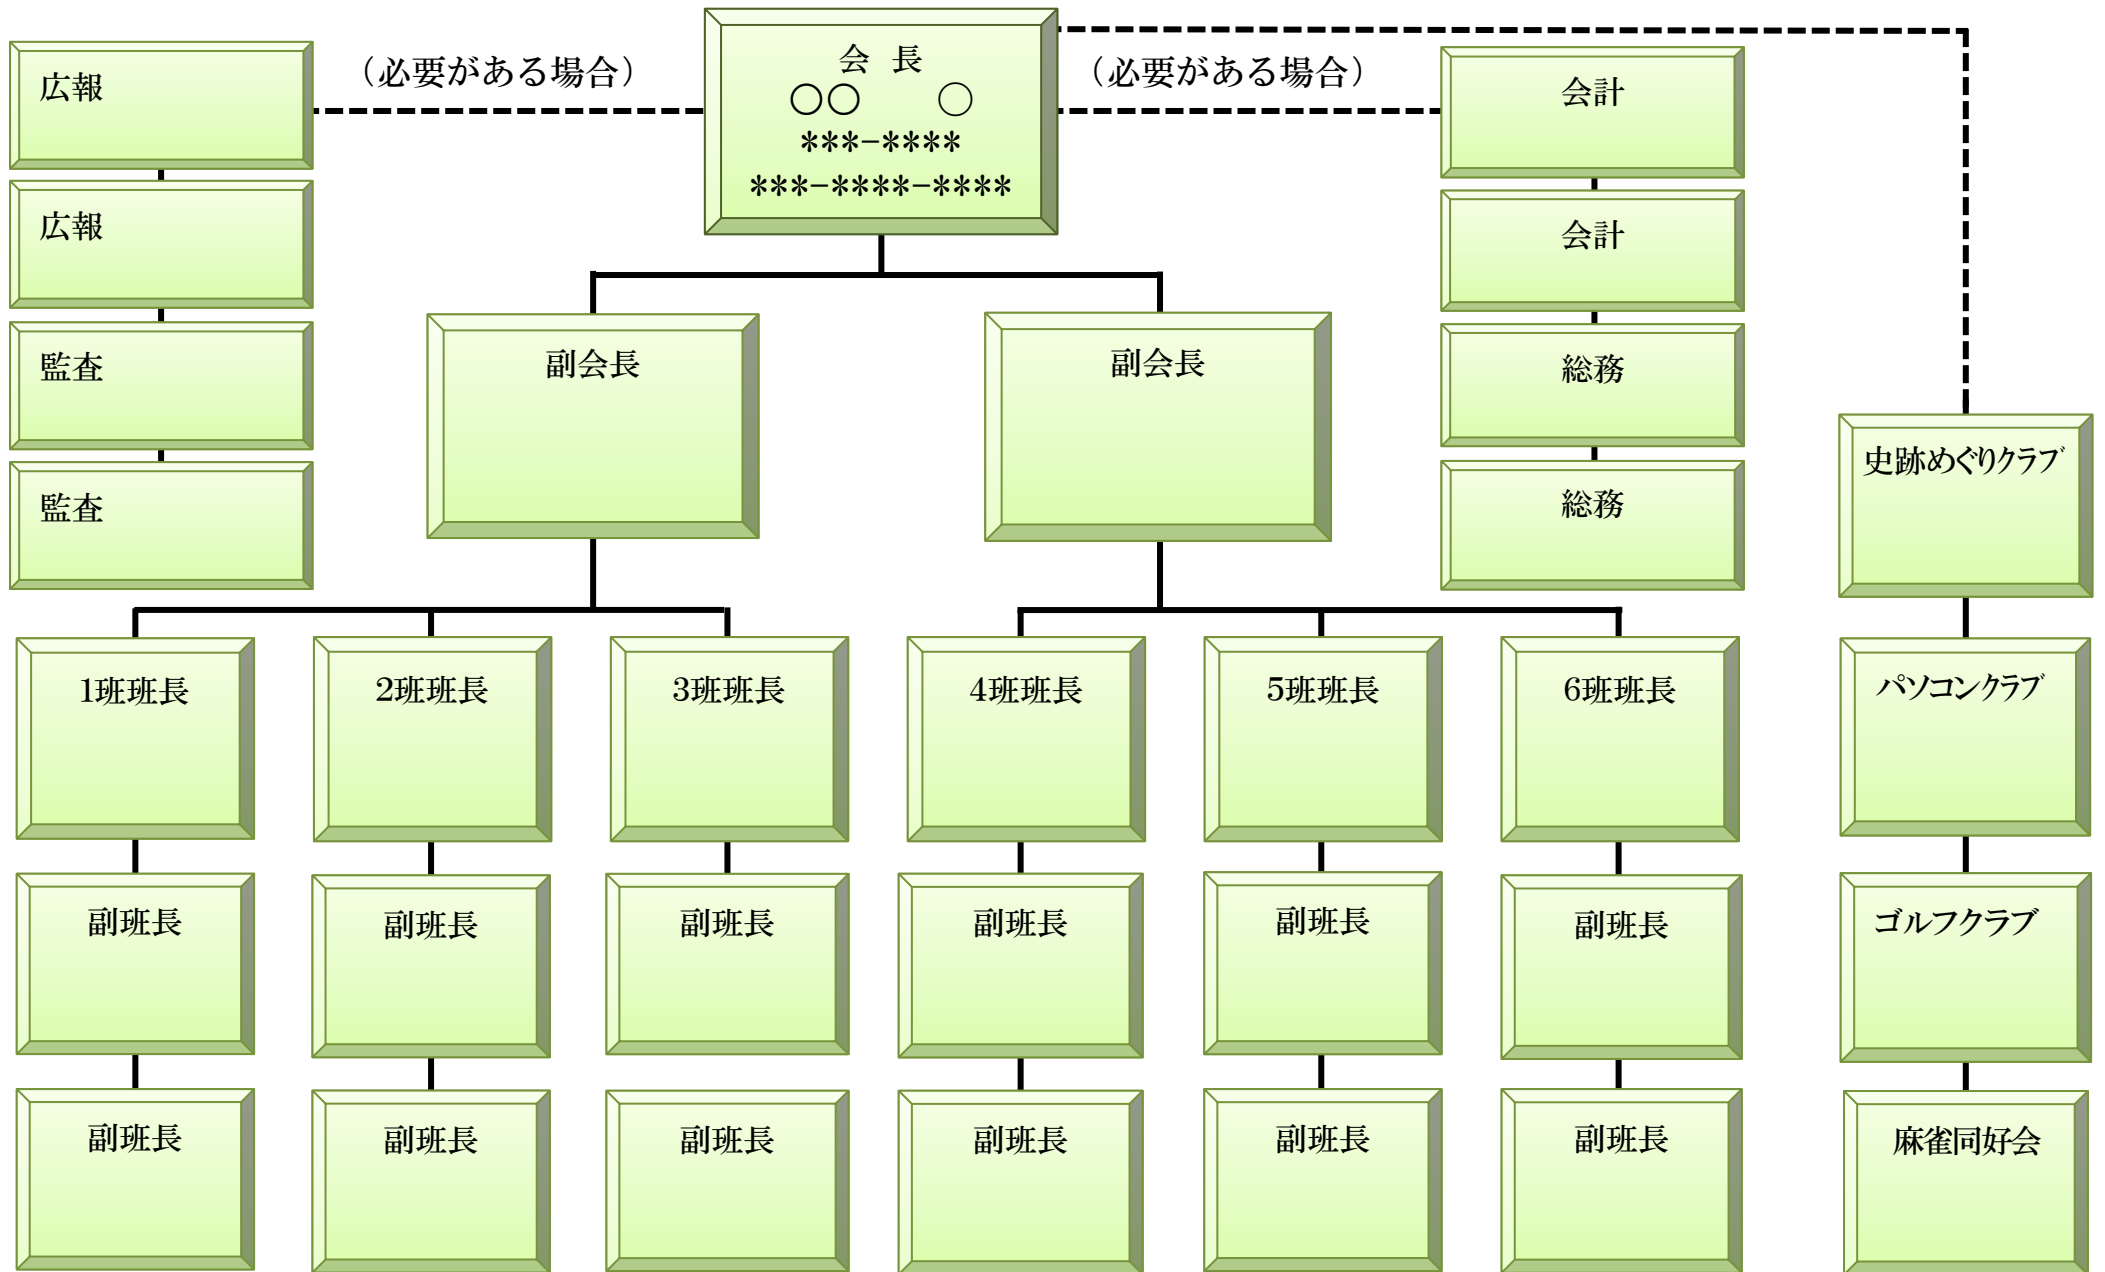 会 長
○○　　○
***-****
***-****-****
（必要がある場合）
（必要がある場合）
広報
広報
監査
監査
会計
会計
総務
総務
副会長
副会長
史跡めぐりクラブ
パソコンクラブ
ゴルフクラブ
麻雀同好会
1班班長
2班班長
3班班長
4班班長
5班班長
6班班長
副班長
副班長
副班長
副班長
副班長
副班長
副班長
副班長
副班長
副班長
副班長
副班長